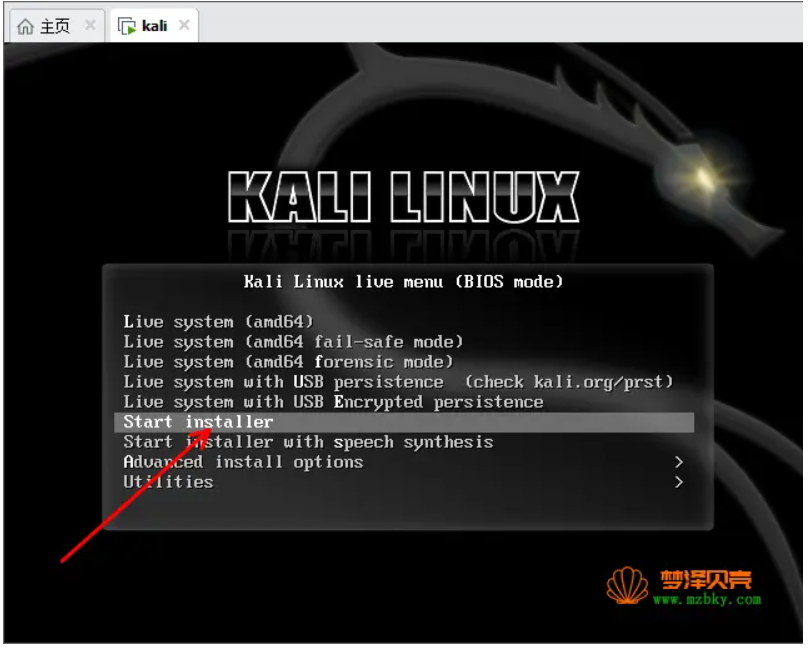 主页
kali
KALI LINUX
Kali Linux live menu (BIOS mode)
Live system (amd64)
Live system (amd64 fail-safe mode)
Live system (amd64 forensic mode)
Live system with USB persistence (check kali.org/prst)
Live system with USB Encrypted persistence
Start installer
Start installer with speech synthesis
Advanced install options >
Utilities >
梦泽贝壳
www.mzbky.com